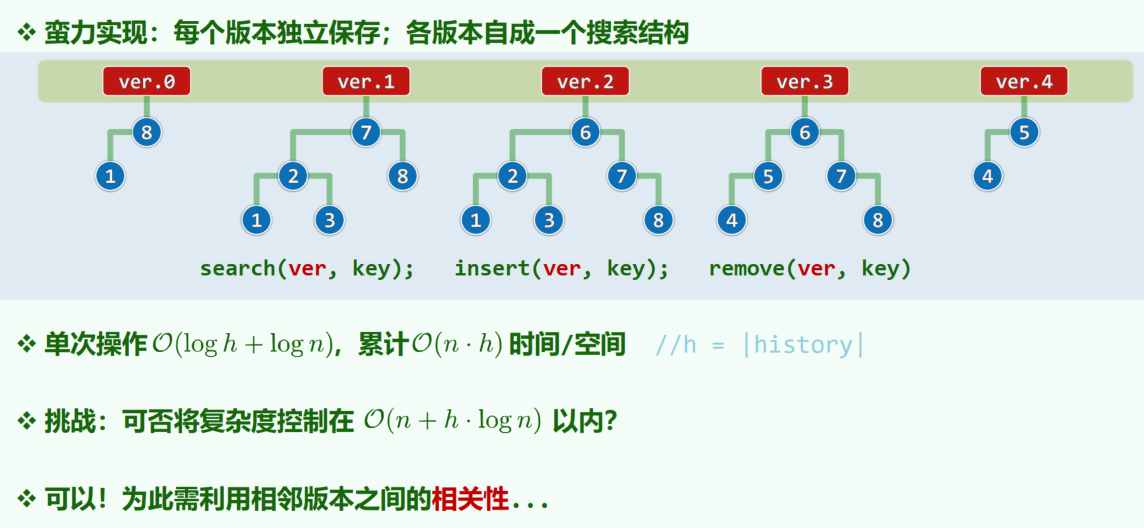 ❖ 蛮力实现：每个版本独立保存；各版本自成一个搜索结构
ver.0 ver.1 ver.2 ver.3 ver.4
8 7 6 6 5
1 2 8 2 7 5 7 4
1 3 1 3 8 4 8
search(ver, key); insert(ver, key); remove(ver, key)
❖ 单次操作 O(log h + log n)，累计 O(n · h) 时间/空间 //h = |history|
❖ 挑战：可否将复杂度控制在 O(n + h · log n) 以内？
❖ 可以！为此需利用相邻版本之间的相关性...